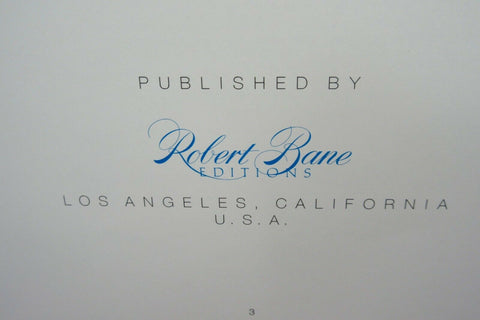 PUBLISHED BY
Robert Bane
EDITIONS
LOS ANGELES, CALIFORNIA
U.S.A.
3